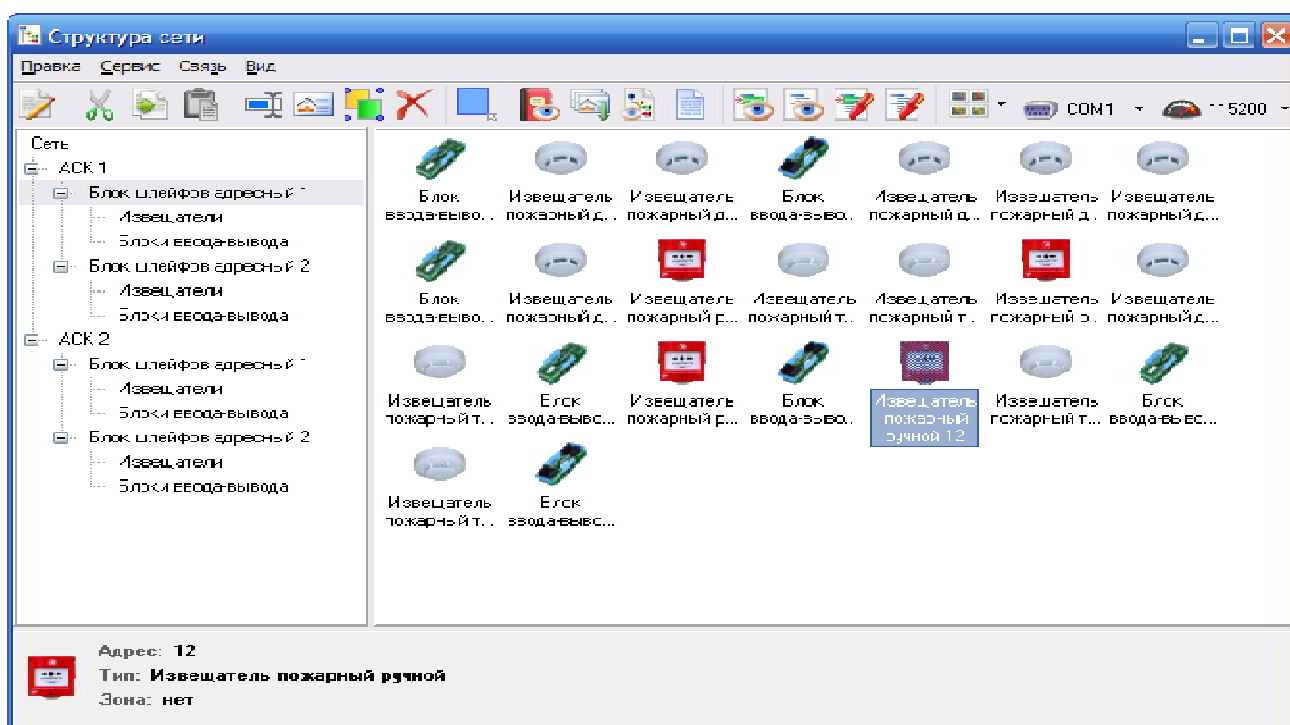 Структура сети
Правка Сервис Связь Вид
COM1 5200
Сеть
АСК 1
Блок шлейфов адресный 1
Извещатели
Блоки ввода-вывода
Блок шлейфов адресный 2
Извещатели
Блоки ввода-вывода
АСК 2
Блок шлейфов адресный 1
Извещатели
Блоки ввода-вывода
Блок шлейфов адресный 2
Извещатели
Блоки ввода-вывода
Блок Извещатель Извещатель Блок Извещатель Извещатель Извещатель
ввода-выво... пожарный д... пожарный д... ввода-выво... пожарный д... пожарный д... пожарный д...
Блок Извещатель Извещатель Извещатель Извещатель Извещатель Извещатель
ввода-выво... пожарный д... пожарный р... пожарный т... пожарный т... пожарный р... пожарный д...
Извещатель Блок Извещатель Блок Извещатель Извещатель Блок
пожарный т... ввода-выво... пожарный р... ввода-выво... пожарный пожарный т... ввода-выво...
ручной 12
Извещатель Блок
пожарный т... ввода-выво...
Адрес: 12
Тип: Извещатель пожарный ручной
Зона: нет